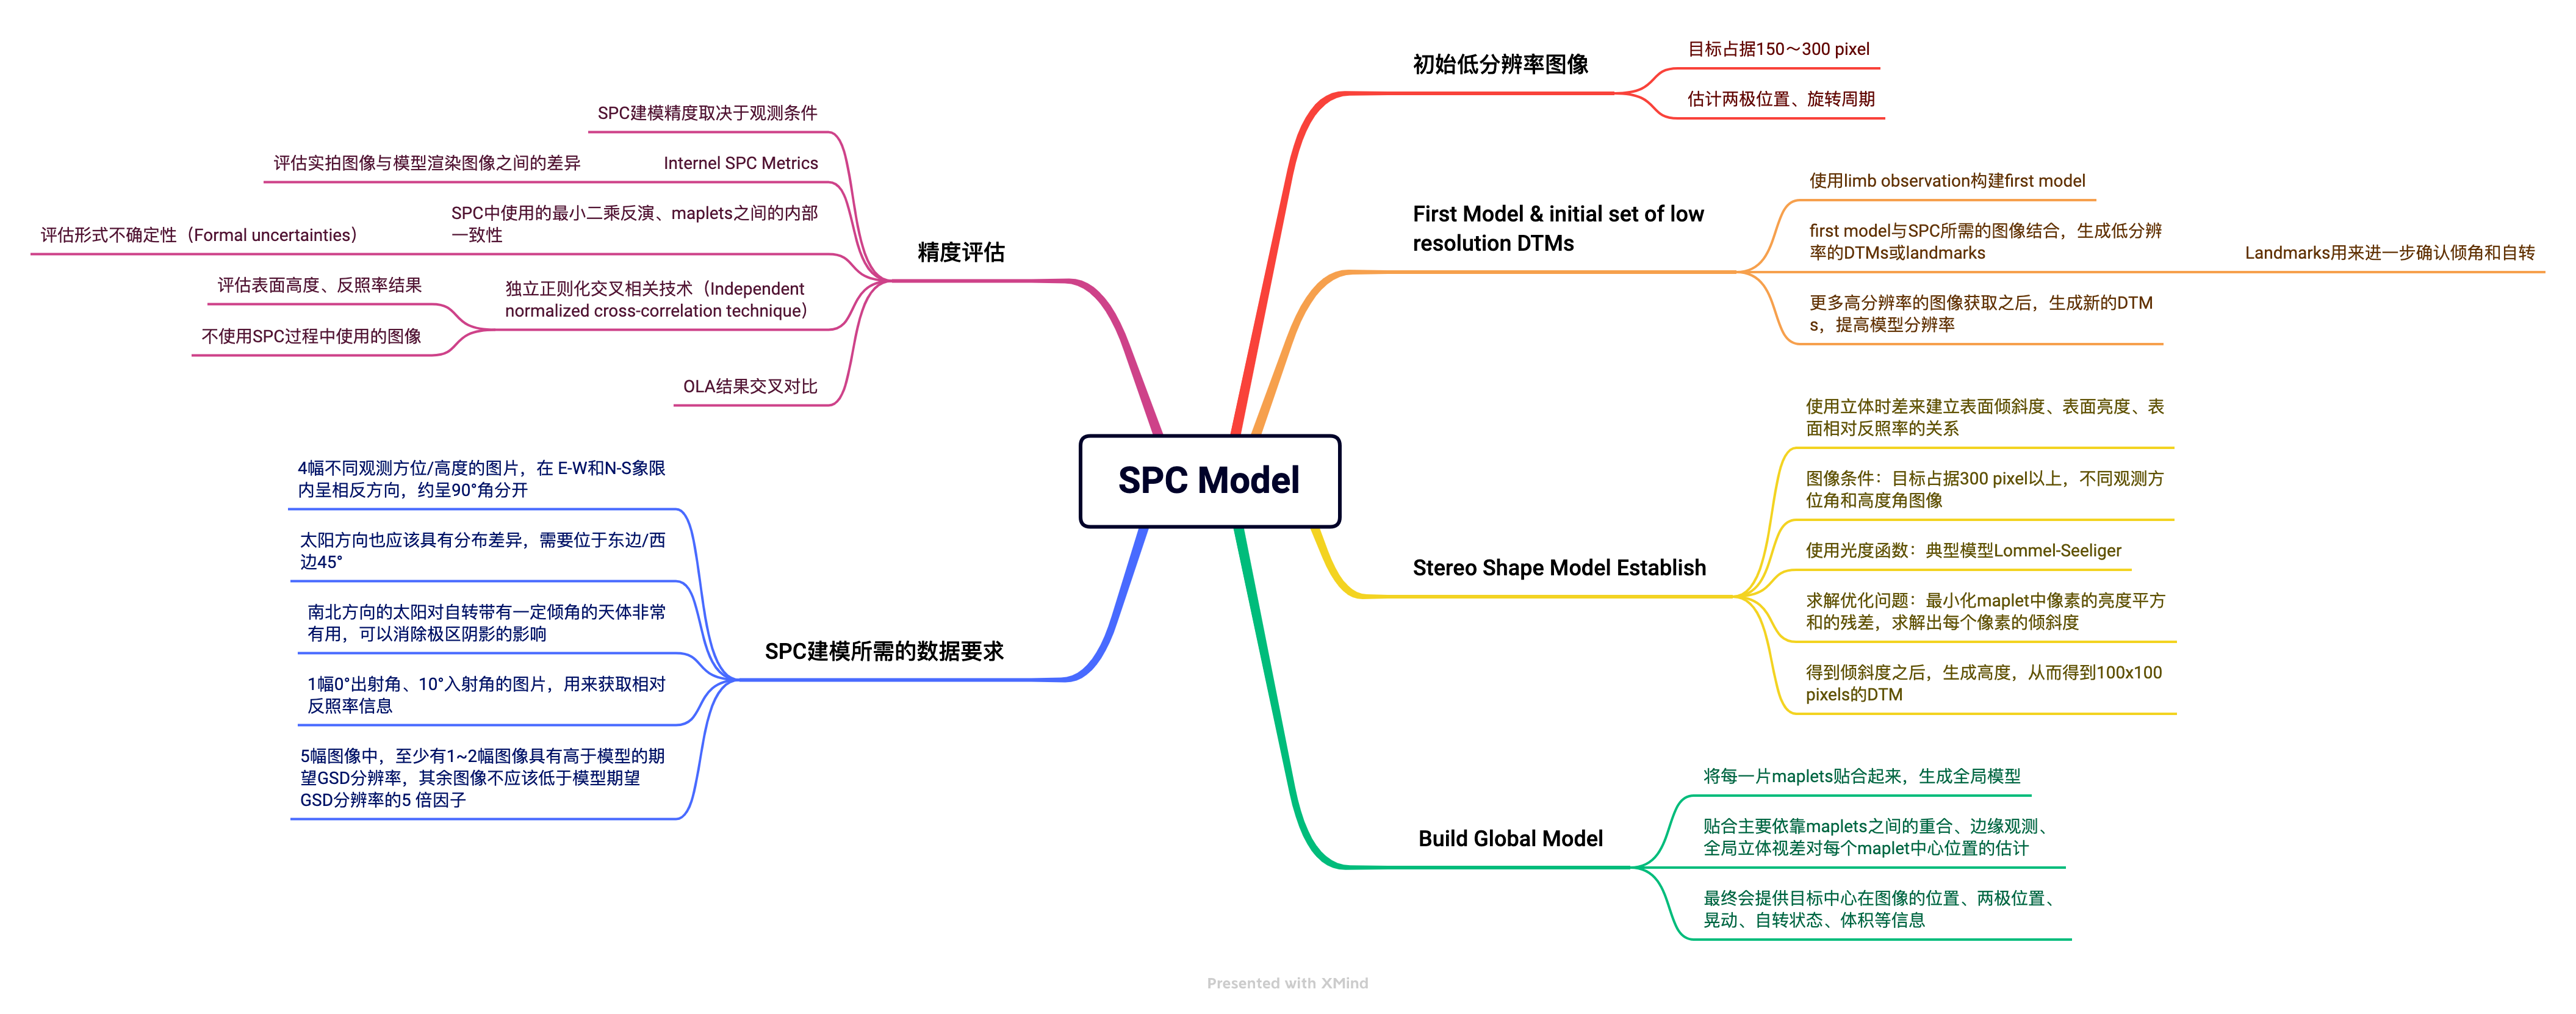 SPC Model
初始低分辨率图像
目标占据150～300 pixel
估计两极位置、旋转周期
First Model & initial set of low
resolution DTMs
使用limb observation构建first model
first model与SPC所需的图像结合，生成低分辨
率的DTMs或landmarks
Landmarks用来进一步确认倾角和自转
更多高分辨率的图像获取之后，生成新的DTM
s，提高模型分辨率
Stereo Shape Model Establish
使用立体时差来建立表面倾斜度、表面亮度、表
面相对反照率的关系
图像条件：目标占据300 pixel以上，不同观测方
位角和高度角图像
使用光度函数：典型模型Lommel-Seeliger
求解优化问题：最小化maplet中像素的亮度平方
和的残差，求解出每个像素的倾斜度
得到倾斜度之后，生成高度，从而得到100x100
pixels的DTM
Build Global Model
将每一片maplets贴合起来，生成全局模型
贴合主要依靠maplets之间的重合、边缘观测、
全局立体视差对每个maplet中心位置的估计
最终会提供目标中心在图像的位置、两极位置、
晃动、自转状态、体积等信息
精度评估
SPC建模精度取决于观测条件
Internel SPC Metrics
评估实拍图像与模型渲染图像之间的差异
SPC中使用的最小二乘反演、maplets之间的内部
一致性
评估形式不确定性（Formal uncertainties）
独立正则化交叉相关技术（Independent
normalized cross-correlation technique）
评估表面高度、反照率结果
不使用SPC过程中使用的图像
OLA结果交叉对比
SPC建模所需的数据要求
4幅不同观测方位/高度的图片，在 E-W和N-S象限
内呈相反方向，约呈90°角分开
太阳方向也应该具有分布差异，需要位于东边/西
边45°
南北方向的太阳对自转带有一定倾角的天体非常
有用，可以消除极区阴影的影响
1幅0°出射角、10°入射角的图片，用来获取相对
反照率信息
5幅图像中，至少有1~2幅图像具有高于模型的期
望GSD分辨率，其余图像不应该低于模型期望
GSD分辨率的5 倍因子
Presented with XMind